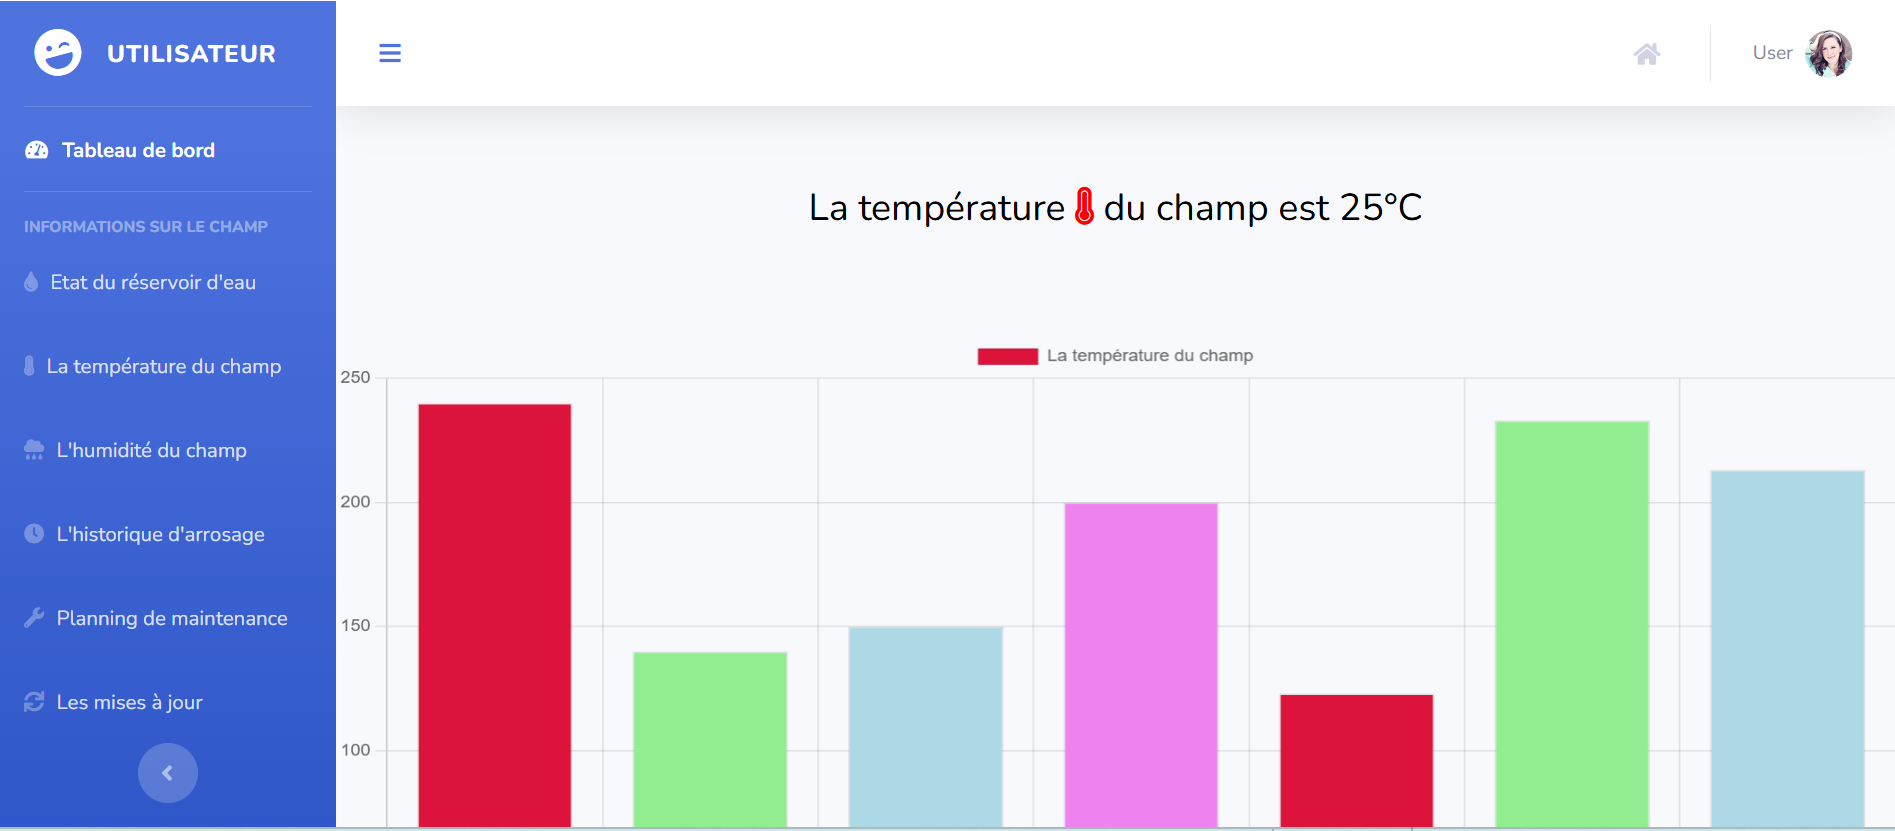 UTILISATEUR
User
Tableau de bord
INFORMATIONS SUR LE CHAMP
Etat du réservoir d'eau
La température du champ
L'humidité du champ
L'historique d'arrosage
Planning de maintenance
Les mises à jour
La température du champ est 25°C
La température du champ
250
200
150
100